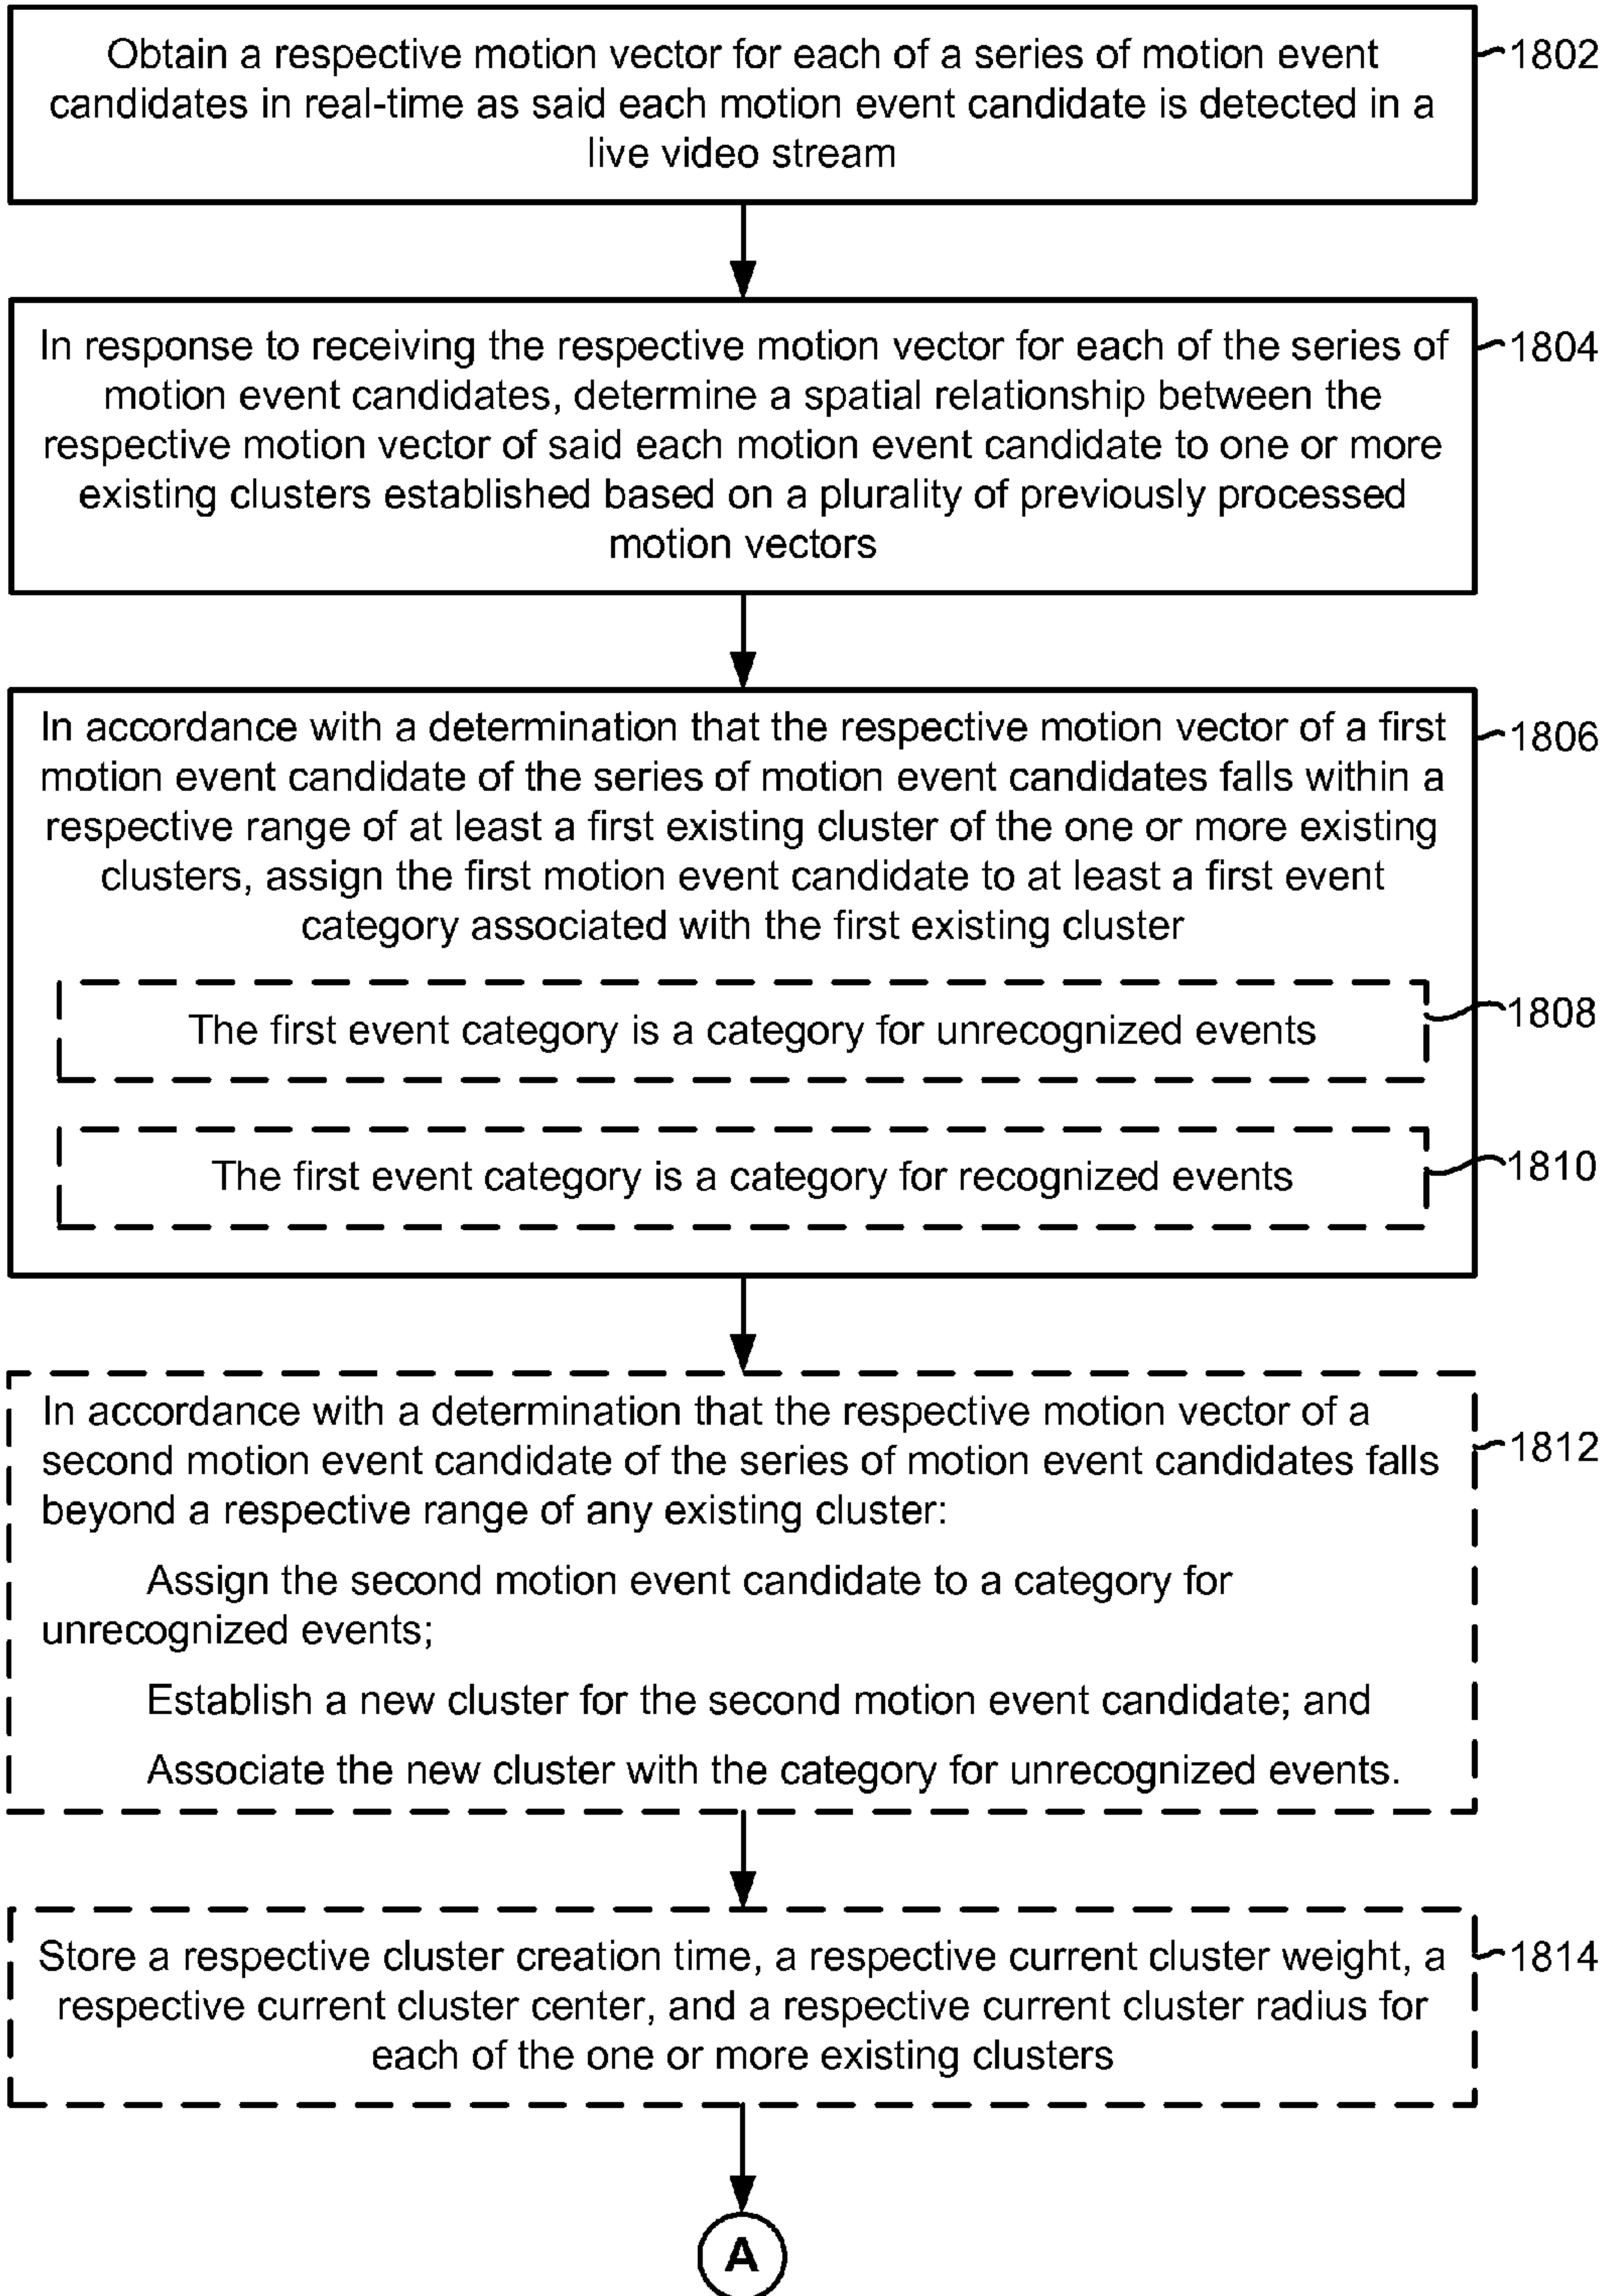 Obtain a respective motion vector for each of a series of motion event
candidates in real-time as said each motion event candidate is detected in a
live video stream
1802
In response to receiving the respective motion vector for each of the series of
motion event candidates, determine a spatial relationship between the
respective motion vector of said each motion event candidate to one or more
existing clusters established based on a plurality of previously processed
motion vectors
1804
In accordance with a determination that the respective motion vector of a first
motion event candidate of the series of motion event candidates falls within a
respective range of at least a first existing cluster of the one or more existing
clusters, assign the first motion event candidate to at least a first event
category associated with the first existing cluster
1806
The first event category is a category for unrecognized events
1808
The first event category is a category for recognized events
1810
In accordance with a determination that the respective motion vector of a
second motion event candidate of the series of motion event candidates falls
beyond a respective range of any existing cluster:
Assign the second motion event candidate to a category for
unrecognized events;
Establish a new cluster for the second motion event candidate; and
Associate the new cluster with the category for unrecognized events.
1812
Store a respective cluster creation time, a respective current cluster weight, a
respective current cluster center, and a respective current cluster radius for
each of the one or more existing clusters
1814
A